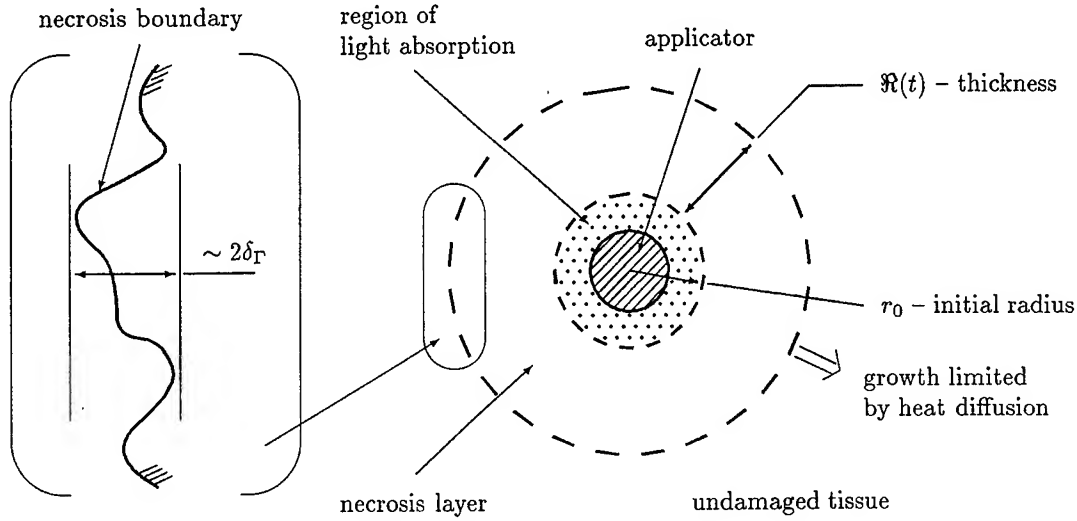 necrosis boundary
region of
light absorption
applicator
ℜ(t) – thickness
∼ 2δ_Γ
r₀ – initial radius
growth limited
by heat diffusion
necrosis layer
undamaged tissue